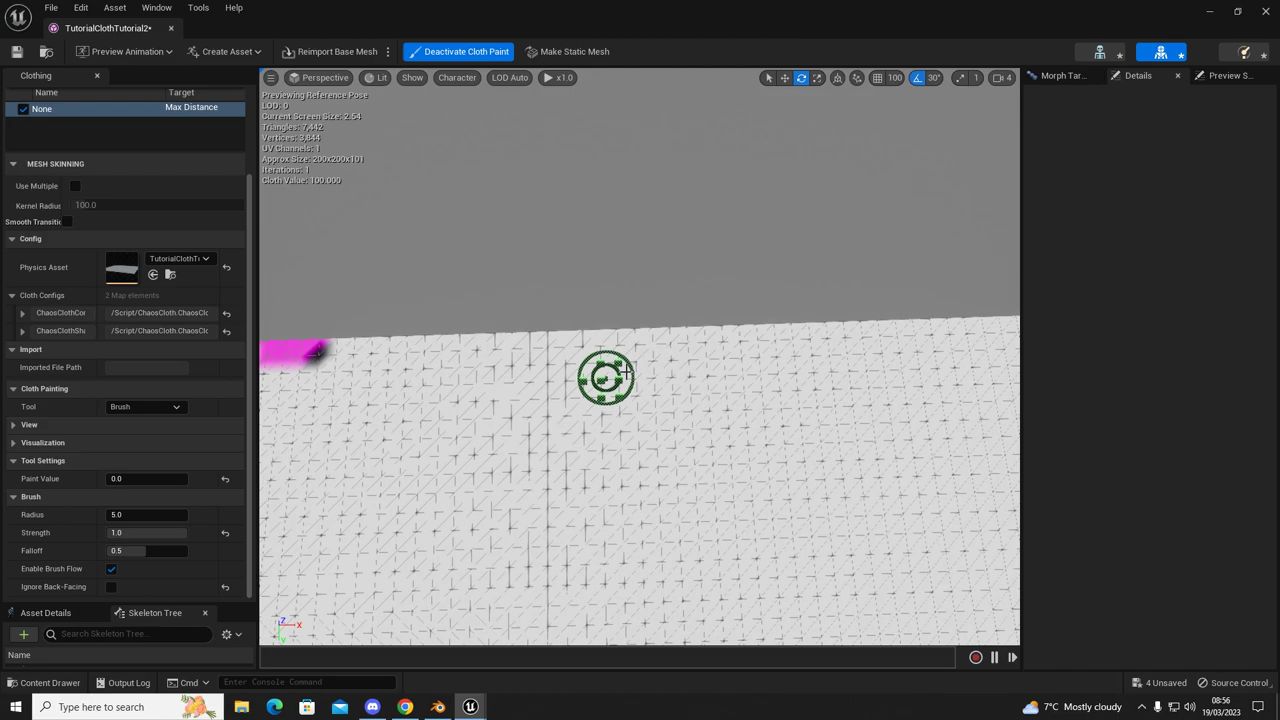 File Edit Asset Window Tools Help
TutorialClothTutorial2*
Preview Animation Create Asset Reimport Base Mesh Deactivate Cloth Paint Make Static Mesh
Clothing
Name Target
None Max Distance
MESH SKINNING
Use Multiple
Kernel Radius 100.0
Smooth Transitic
Config
Physics Asset TutorialClothTu
Cloth Configs 2 Map elements
ChaosClothCor /Script/ChaosCloth.ChaosClc
ChaosClothSha /Script/ChaosCloth.ChaosClc
Import
Imported File Path
Cloth Painting
Tool Brush
View
Visualization
Tool Settings
Paint Value 0.0
Brush
Radius 5.0
Strength 1.0
Falloff 0.5
Enable Brush Flow
Ignore Back-Facing
Asset Details Skeleton Tree
Search Skeleton Tree...
Name
Perspective Lit Show Character LOD Auto x1.0 100 30° 1 4
Previewing Reference Pose
LOD: 0
Current Screen Size: 2.54
Triangles: 7,442
Vertices: 3,844
UV Channels: 1
Approx Size: 200x200x101
Iterations: 1
Cloth Value: 100.000
Z X Y
Morph Tar... Details Preview S...
Content Drawer Output Log Cmd Enter Console Command 4 Unsaved Source Control
Type here to search 7°C Mostly cloudy 08:56
19/03/2023